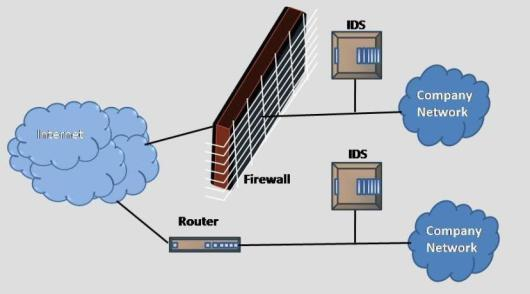 IDS
Company
Network
Internet
Firewall
IDS
Router
Company
Network